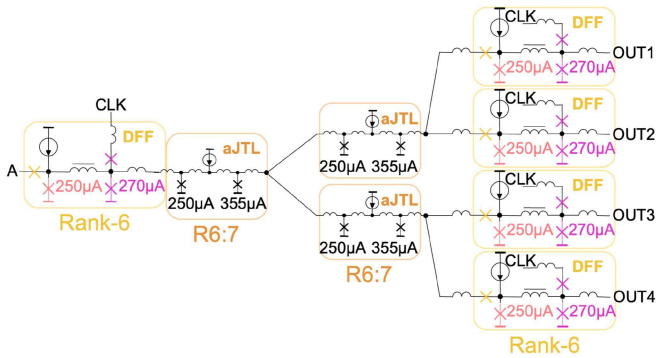 CLK
DFF
250μA
270μA
OUT1
CLK
DFF
250μA
270μA
OUT2
CLK
DFF
A
250μA
270μA
Rank-6
aJTL
250μA
355μA
R6:7
aJTL
250μA
355μA
aJTL
250μA
355μA
R6:7
CLK
DFF
250μA
270μA
OUT3
CLK
DFF
250μA
270μA
OUT4
Rank-6